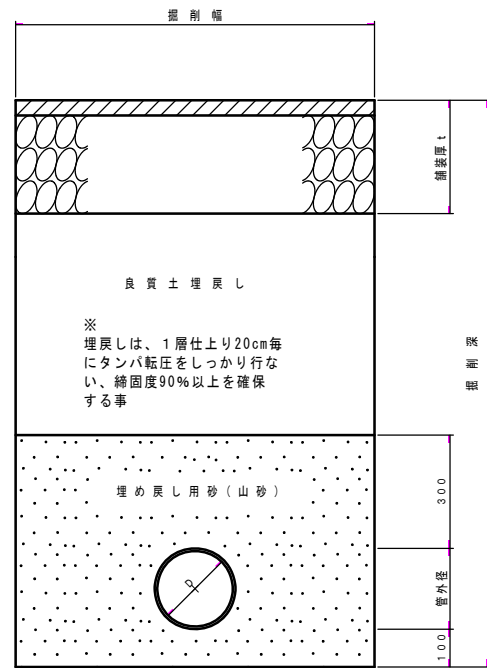 掘削幅
舗装厚 t
良質土埋戻し
※
埋戻しは、１層仕上り20cm毎
にタンパ転圧をしっかり行な
い、締固度90%以上を確保
する事
掘削深
埋め戻し用砂(山砂)
300
管外径
100